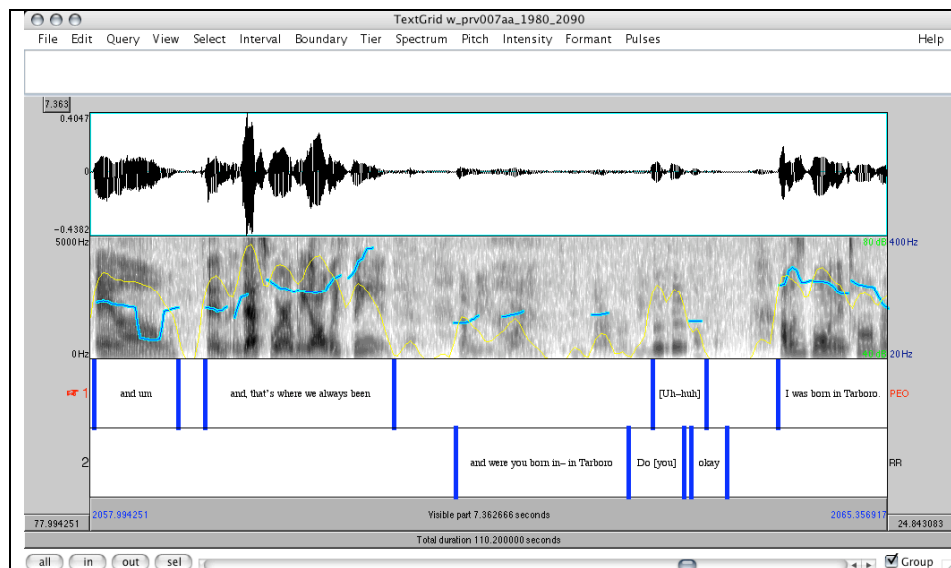 TextGrid w_prv007aa_1980_2090
File Edit Query View Select Interval Boundary Tier Spectrum Pitch Intensity Formant Pulses Help
7.363
0.4047
0
-0.4382
5000 Hz
400 Hz
0 Hz
20 Hz
1 and um and, that's where we always been [Uh-huh] I was born in Tarboro. PEO
2 and were you born in- in Tarboro Do [you] okay RR
77.994251 2057.994251 Visible part 7.362666 seconds 2065.356917 24.843083
Total duration 110.200000 seconds
all in out sel Group